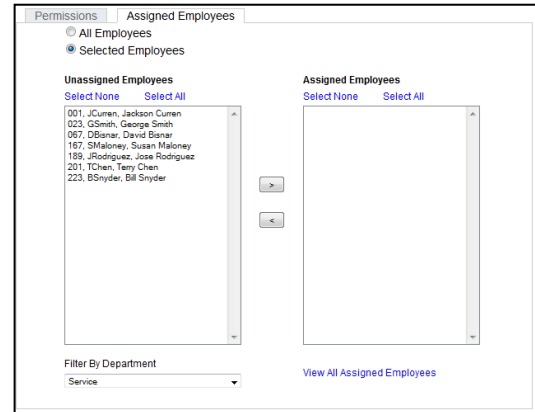 Permissions Assigned Employees
All Employees
Selected Employees
Unassigned Employees Assigned Employees
Select None Select All Select None Select All
001, JCurren, Jackson Curren
023, GSmith, George Smith
067, DBisnar, David Bisnar
167, SMaloney, Susan Maloney
189, JRodriguez, Jose Rodriguez
201, TChen, Terry Chen
223, BSnyder, Bill Snyder
>
<
Filter By Department
View All Assigned Employees
Service